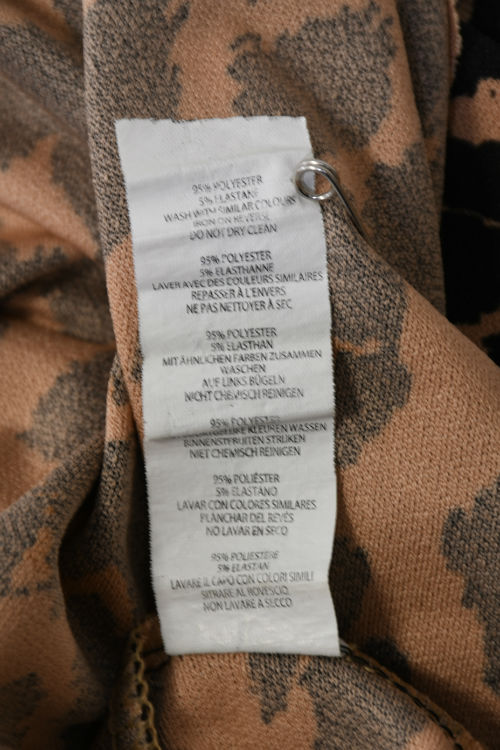 95% POLYESTER
5% ELASTANE
WASH WITH SIMILAR COLOURS
IRON ON REVERSE
DO NOT DRY CLEAN
95% POLYESTER
5% ELASTHANNE
LAVER AVEC DES COULEURS SIMILAIRES
REPASSER À L'ENVERS
NE PAS NETTOYER À SEC
95% POLYESTER
5% ELASTHAN
MIT ÄHNLICHEN FARBEN ZUSAMMEN
WASCHEN
AUF LINKS BÜGELN
NICHT CHEMISCH REINIGEN
95% POLYESTER
KLEUREN WASSEN
BINNENSTEBUITEN STRIJKEN
NIET CHEMISCH REINIGEN
95% POLIÉSTER
5% ELASTANO
LAVAR CON COLORES SIMILARES
PLANCHAR DEL REVÉS
NO LAVAR EN SECO
95% POLIESTERE
5% ELASTAN
LAVARE IL CAPO CON COLORI SIMILI
STIRARE AL ROVESCIO
NON LAVARE A SECCO